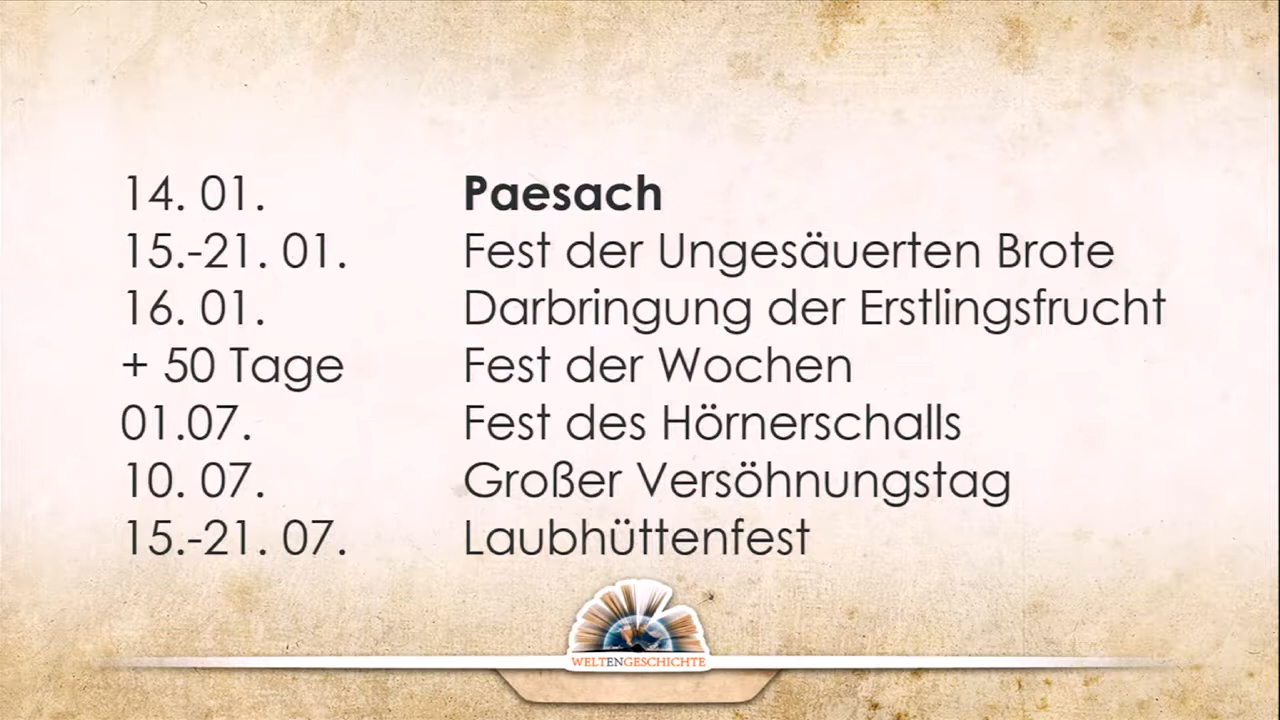 14. 01. Paesach
15.-21. 01. Fest der Ungesäuerten Brote
16. 01. Darbringung der Erstlingsfrucht
+ 50 Tage Fest der Wochen
01.07. Fest des Hörnerschalls
10. 07. Großer Versöhnungstag
15.-21. 07. Laubhüttenfest
WELTENGESCHICHTE